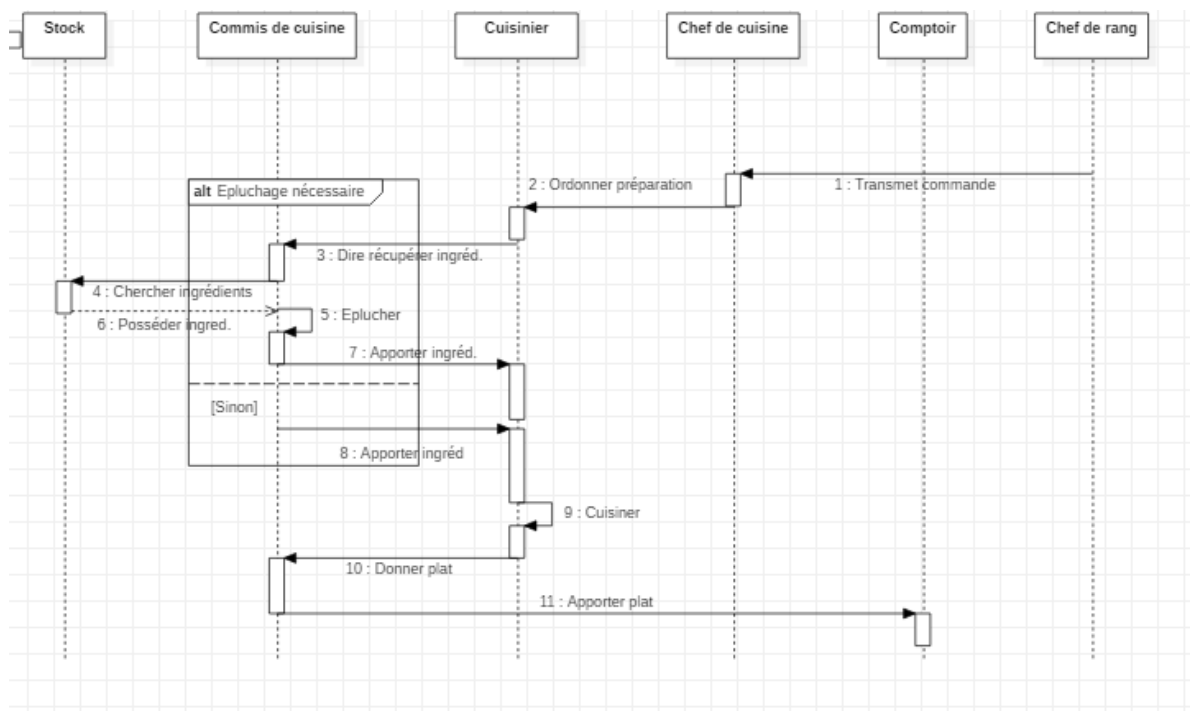 Stock
Commis de cuisine
Cuisinier
Chef de cuisine
Comptoir
Chef de rang
1 : Transmet commande
2 : Ordonner préparation
alt Epluchage nécessaire
3 : Dire récupérer ingréd.
4 : Chercher ingrédients
5 : Eplucher
6 : Posséder ingred.
7 : Apporter ingréd.
[Sinon]
8 : Apporter ingréd
9 : Cuisiner
10 : Donner plat
11 : Apporter plat